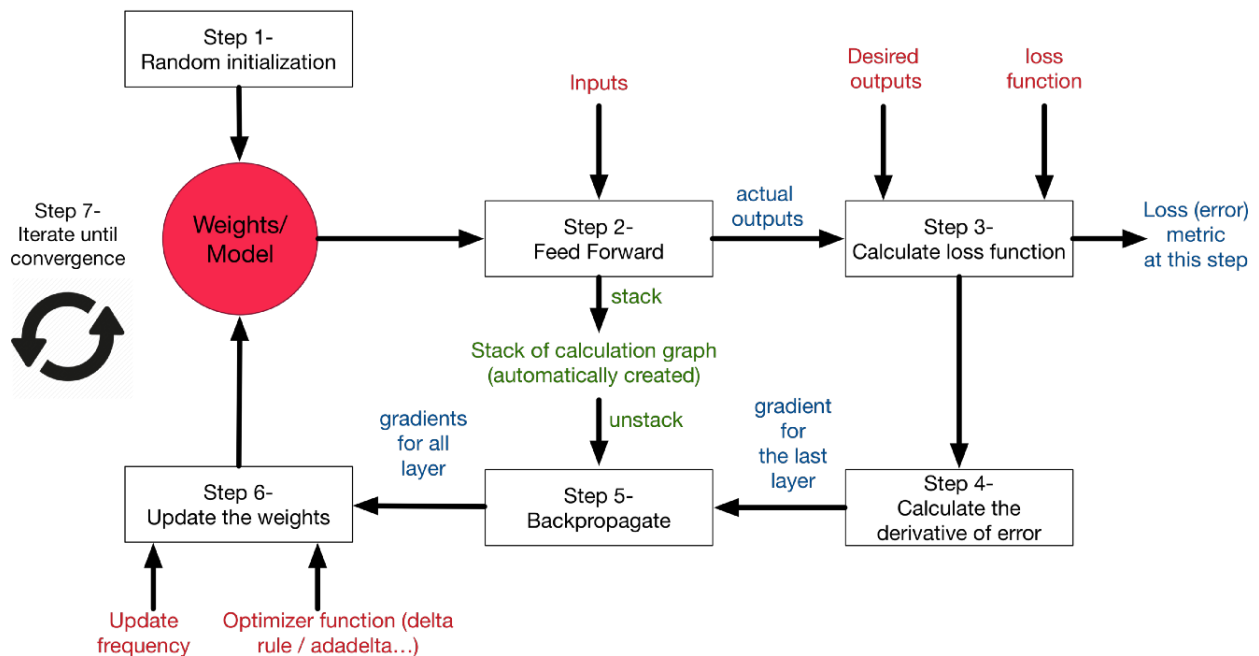 Step 1-
Random initialization
Inputs
Desired
outputs
loss
function
Step 7-
Iterate until
convergence
Weights/
Model
Step 2-
Feed Forward
actual
outputs
Step 3-
Calculate loss function
Loss (error)
metric
at this step
stack
Stack of calculation graph
(automatically created)
unstack
gradients
for all
layer
gradient
for
the last
layer
Step 6-
Update the weights
Step 5-
Backpropagate
Step 4-
Calculate the
derivative of error
Update
frequency
Optimizer function (delta
rule / adadelta...)